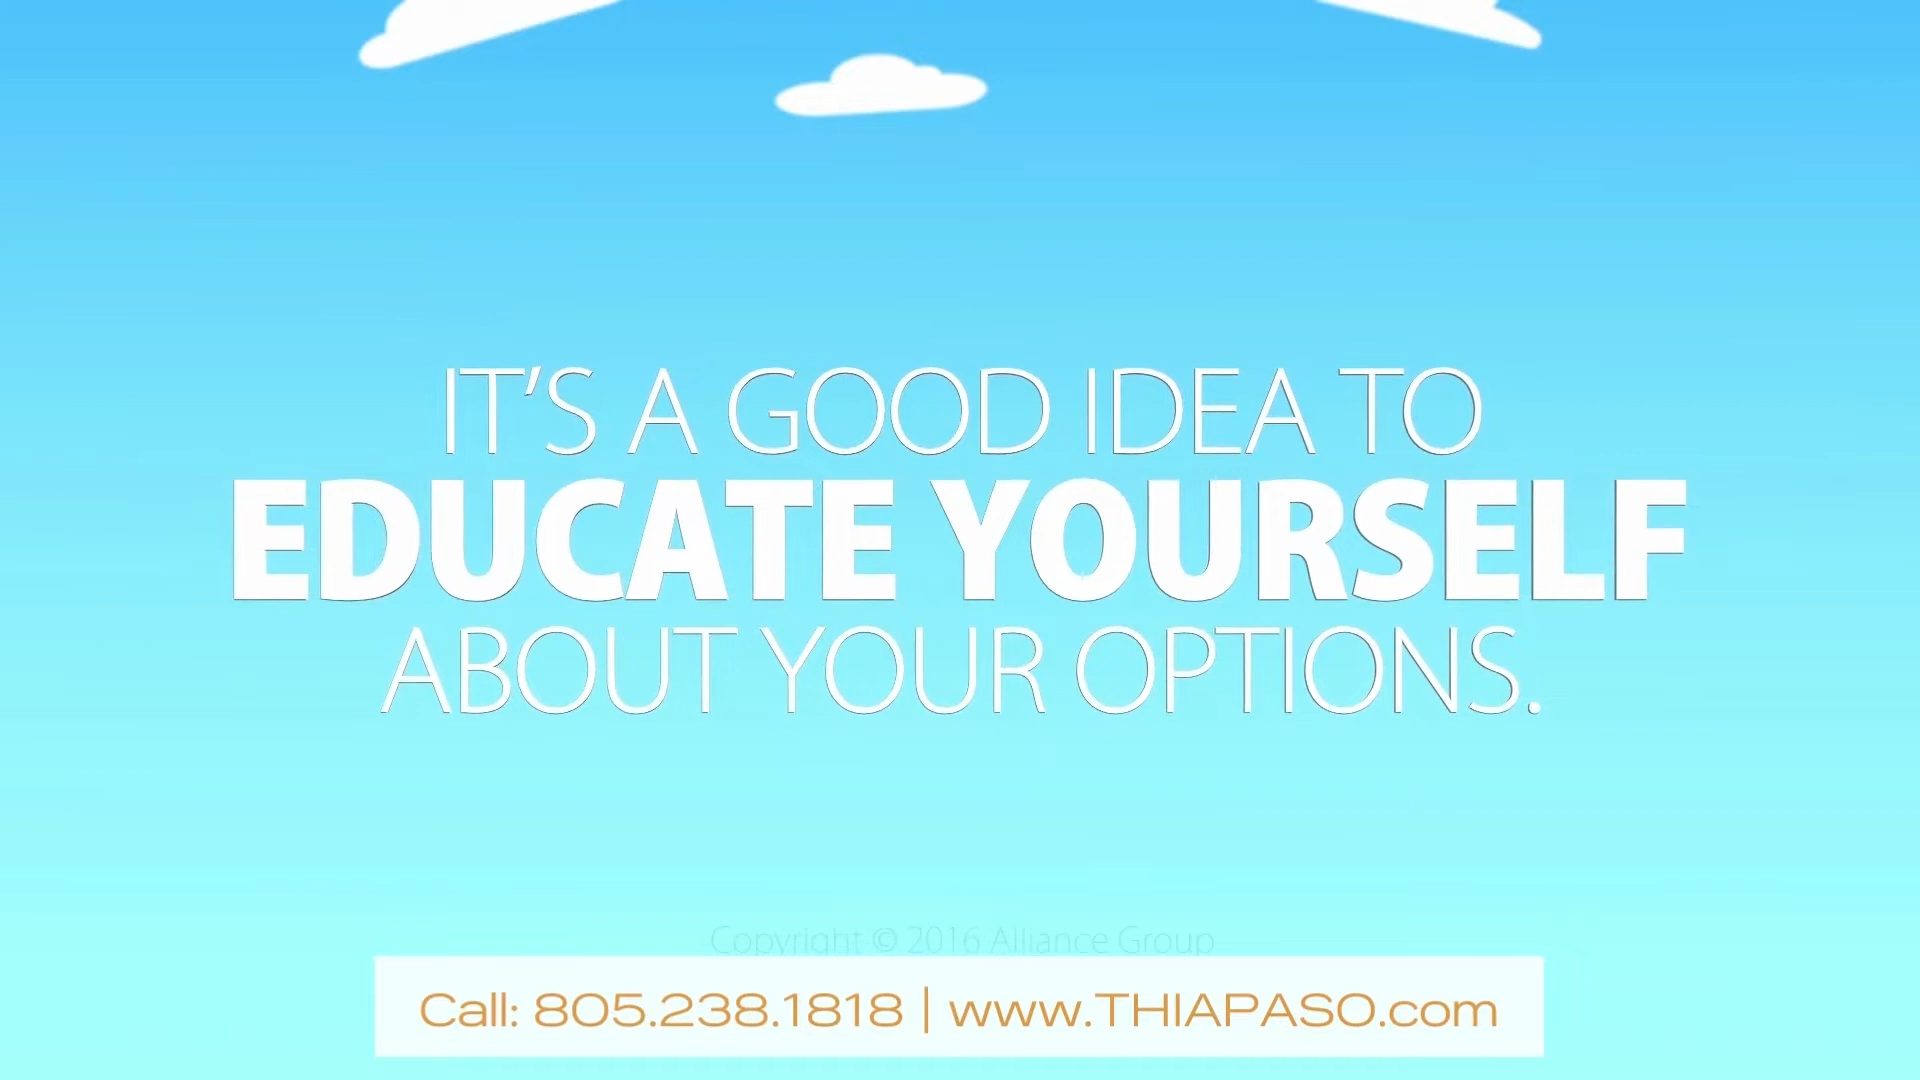 IT'S A GOOD IDEA TO
EDUCATE YOURSELF
ABOUT YOUR OPTIONS.
Copyright © 2016 Alliance Group
Call: 805.238.1818 | www.THIAPASO.com